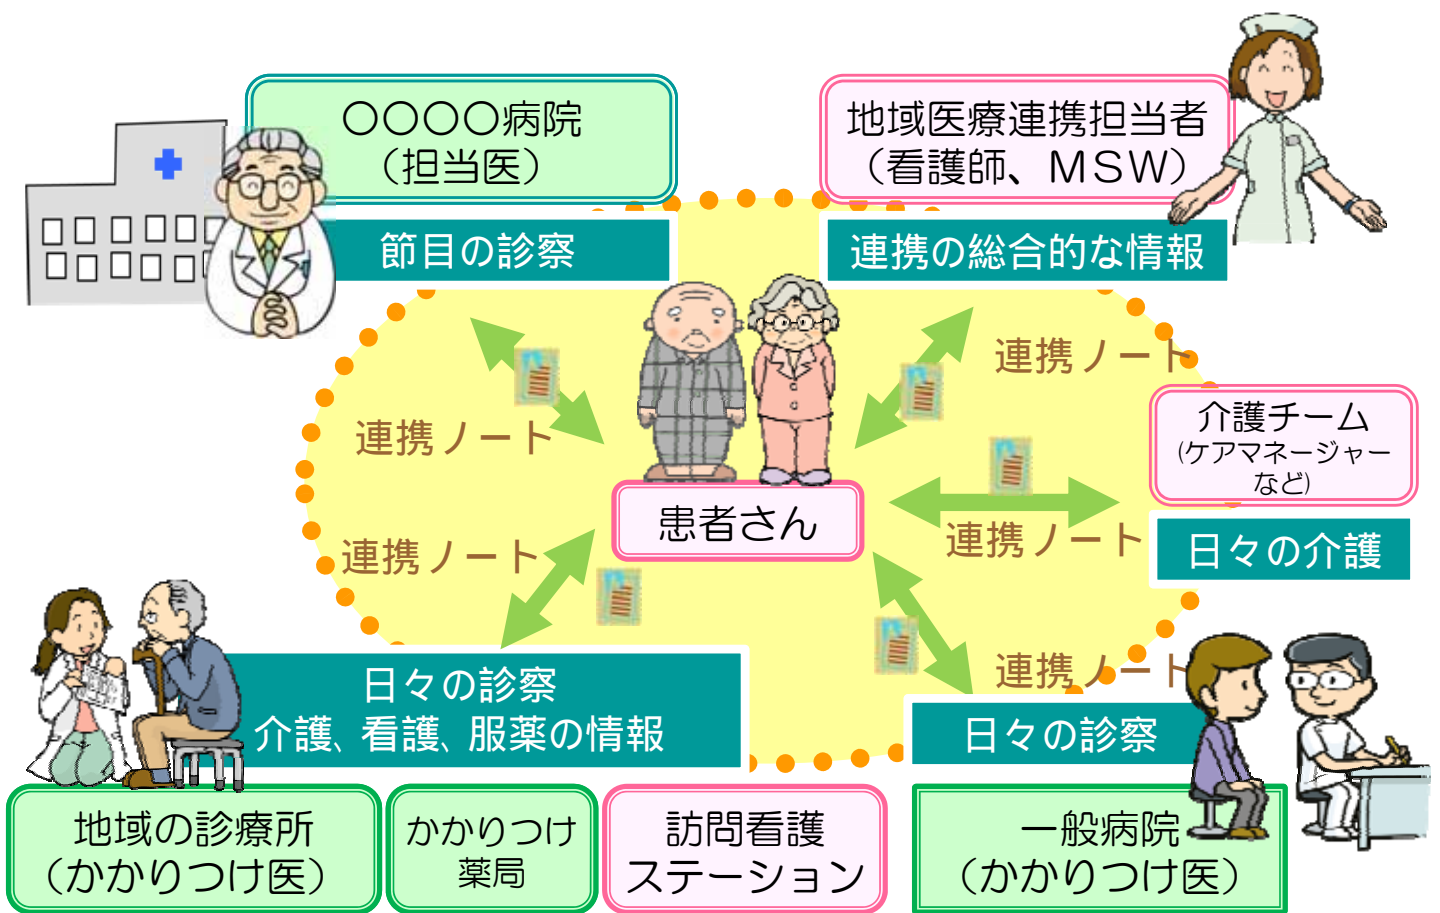 〇〇〇〇病院
（担当医）
節目の診察
地域医療連携担当者
（看護師、ＭＳＷ）
連携の総合的な情報
連携ノート
連携ノート
介護チーム
（ケアマネージャー
など）
日々の介護
患者さん
連携ノート
連携ノート
連携ノート
日々の診察
介護、看護、服薬の情報
日々の診察
地域の診療所
（かかりつけ医）
かかりつけ
薬局
訪問看護
ステーション
一般病院
（かかりつけ医）